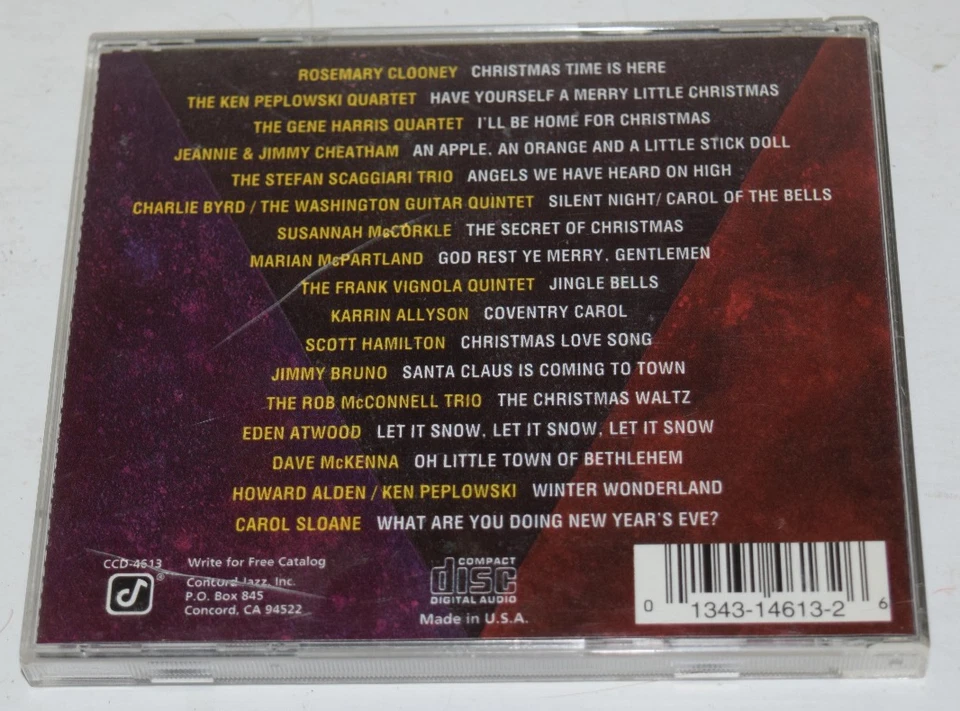 ROSEMARY CLOONEY CHRISTMAS TIME IS HERE
THE KEN PEPLOWSKI QUARTET HAVE YOURSELF A MERRY LITTLE CHRISTMAS
THE GENE HARRIS QUARTET I'LL BE HOME FOR CHRISTMAS
JEANNIE & JIMMY CHEATHAM AN APPLE, AN ORANGE AND A LITTLE STICK DOLL
THE STEFAN SCAGGIARI TRIO ANGELS WE HAVE HEARD ON HIGH
CHARLIE BYRD / THE WASHINGTON GUITAR QUINTET SILENT NIGHT/ CAROL OF THE BELLS
SUSANNAH McCORKLE THE SECRET OF CHRISTMAS
MARIAN McPARTLAND GOD REST YE MERRY, GENTLEMEN
THE FRANK VIGNOLA QUINTET JINGLE BELLS
KARRIN ALLYSON COVENTRY CAROL
SCOTT HAMILTON CHRISTMAS LOVE SONG
JIMMY BRUNO SANTA CLAUS IS COMING TO TOWN
THE ROB McCONNELL TRIO THE CHRISTMAS WALTZ
EDEN ATWOOD LET IT SNOW, LET IT SNOW, LET IT SNOW
DAVE McKENNA OH LITTLE TOWN OF BETHLEHEM
HOWARD ALDEN / KEN PEPLOWSKI WINTER WONDERLAND
CAROL SLOANE WHAT ARE YOU DOING NEW YEAR'S EVE?
CCD-4613 Write for Free Catalog
Concord Jazz, Inc.
P.O. Box 845
Concord, CA 94522
COMPACT
disc
DIGITAL AUDIO
Made in U.S.A.
0 1343-14613-2 6